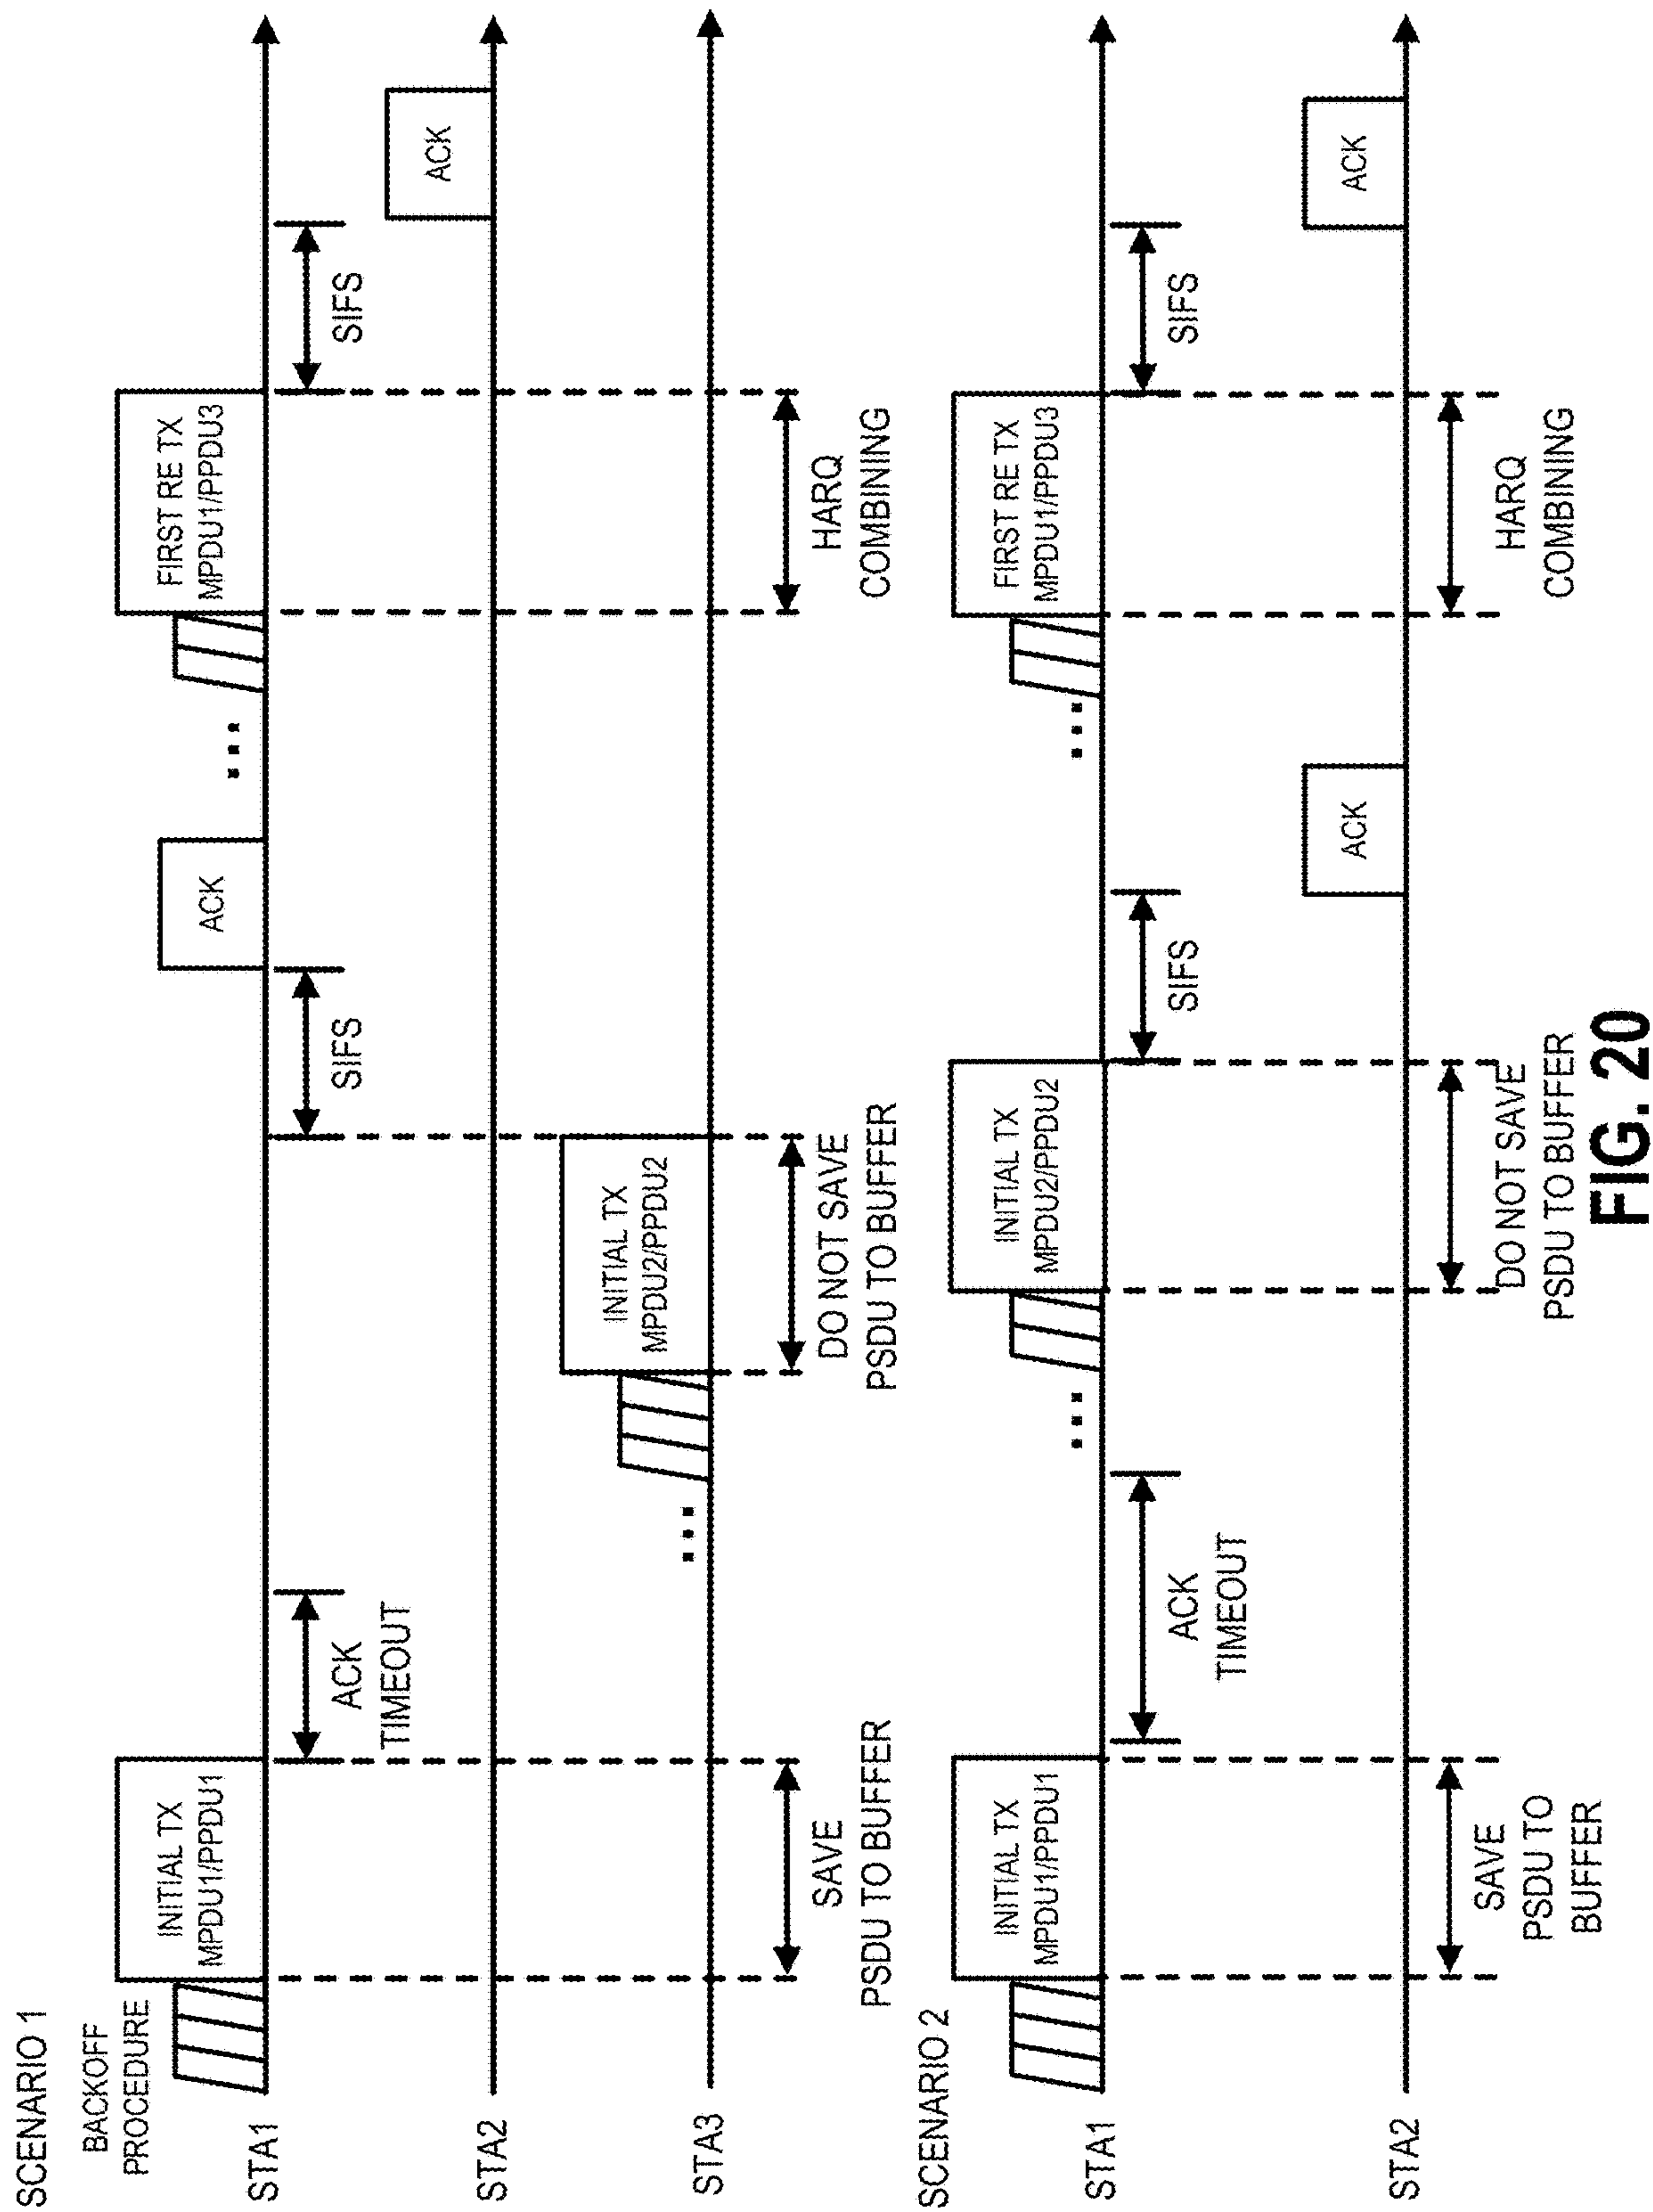 SCENARIO 1
BACKOFF
PROCEDURE
STA1
INITIAL TX
MPDU1/PPDU1
ACK
TIMEOUT
SIFS
ACK
FIRST RE TX
MPDU1/PPDU3
SIFS
STA2
ACK
STA3
INITIAL TX
MPDU2/PPDU2
SAVE
PSDU TO BUFFER
DO NOT SAVE
PSDU TO BUFFER
HARQ
COMBINING
SCENARIO 2
STA1
INITIAL TX
MPDU1/PPDU1
ACK
TIMEOUT
INITIAL TX
MPDU2/PPDU2
SIFS
FIRST RE TX
MPDU1/PPDU3
SIFS
STA2
ACK
ACK
SAVE
PSDU TO
BUFFER
DO NOT SAVE
PSDU TO BUFFER
HARQ
COMBINING
FIG. 20